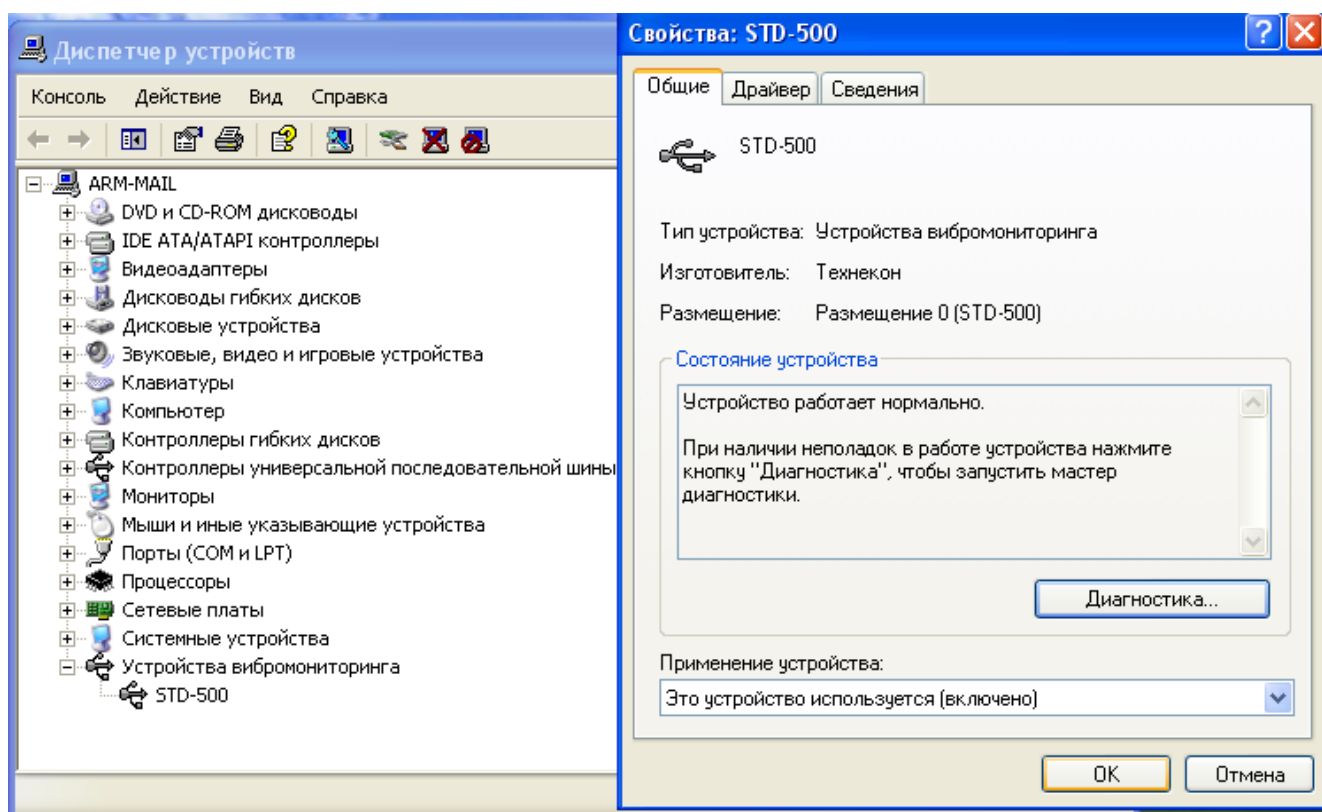 Диспетчер устройств
Консоль Действие Вид Справка
ARM-MAIL
DVD и CD-ROM дисководы
IDE ATA/ATAPI контроллеры
Видеоадаптеры
Дисководы гибких дисков
Дисковые устройства
Звуковые, видео и игровые устройства
Клавиатуры
Компьютер
Контроллеры гибких дисков
Контроллеры универсальной последовательной шины
Мониторы
Мыши и иные указывающие устройства
Порты (COM и LPT)
Процессоры
Сетевые платы
Системные устройства
Устройства вибромониторинга
STD-500
Свойства: STD-500
Общие Драйвер Сведения
STD-500
Тип устройства: Устройства вибромониторинга
Изготовитель: Технекон
Размещение: Размещение 0 (STD-500)
Состояние устройства
Устройство работает нормально.
При наличии неполадок в работе устройства нажмите
кнопку "Диагностика", чтобы запустить мастер
диагностики.
Диагностика...
Применение устройства:
Это устройство используется (включено)
OK Отмена